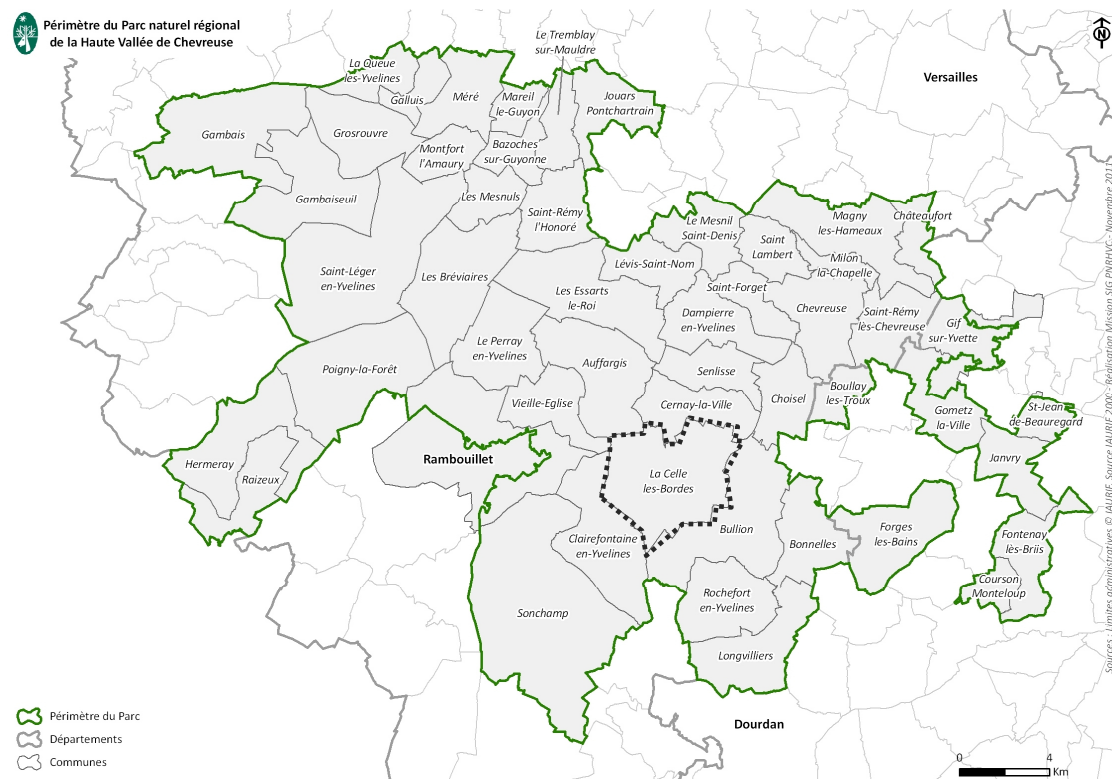 Périmètre du Parc naturel régional
de la Haute Vallée de Chevreuse
N
Le Tremblay
sur-Mauldre
Versailles
La Queue
les-Yvelines
Galluis
Méré
Mareil
le-Guyon
Jouars
Pontchartrain
Gambais
Grosrouvre
Montfort
l'Amaury
Bazoches
sur-Guyonne
Gambaiseuil
Les Mesnuls
Saint-Rémy
l'Honoré
Le Mesnil
Saint-Denis
Magny
les-Hameaux
Châteaufort
Saint
Lambert
Milon
la-Chapelle
Saint-Léger
en-Yvelines
Les Bréviaires
Lévis-Saint-Nom
Saint-Forget
Les Essarts
le-Roi
Dampierre
en-Yvelines
Chevreuse
Saint-Rémy
lès-Chevreuse
Gif
sur-Yvette
Le Perray
en-Yvelines
Auffargis
Senlisse
Poigny-la-Forêt
Vieille-Eglise
Cernay-la-Ville
Choisel
Boullay
les-Troux
Gometz
la-Ville
St-Jean
de-Beauregard
Janvry
Hermeray
Raizeux
Rambouillet
La Celle
les-Bordes
Bullion
Clairefontaine
en-Yvelines
Bonnelles
Forges
les-Bains
Fontenay
lès-Briis
Courson
Monteloup
Sonchamp
Rochefort
en-Yvelines
Longvilliers
Dourdan
Périmètre du Parc
Départements
Communes
0 4
Km